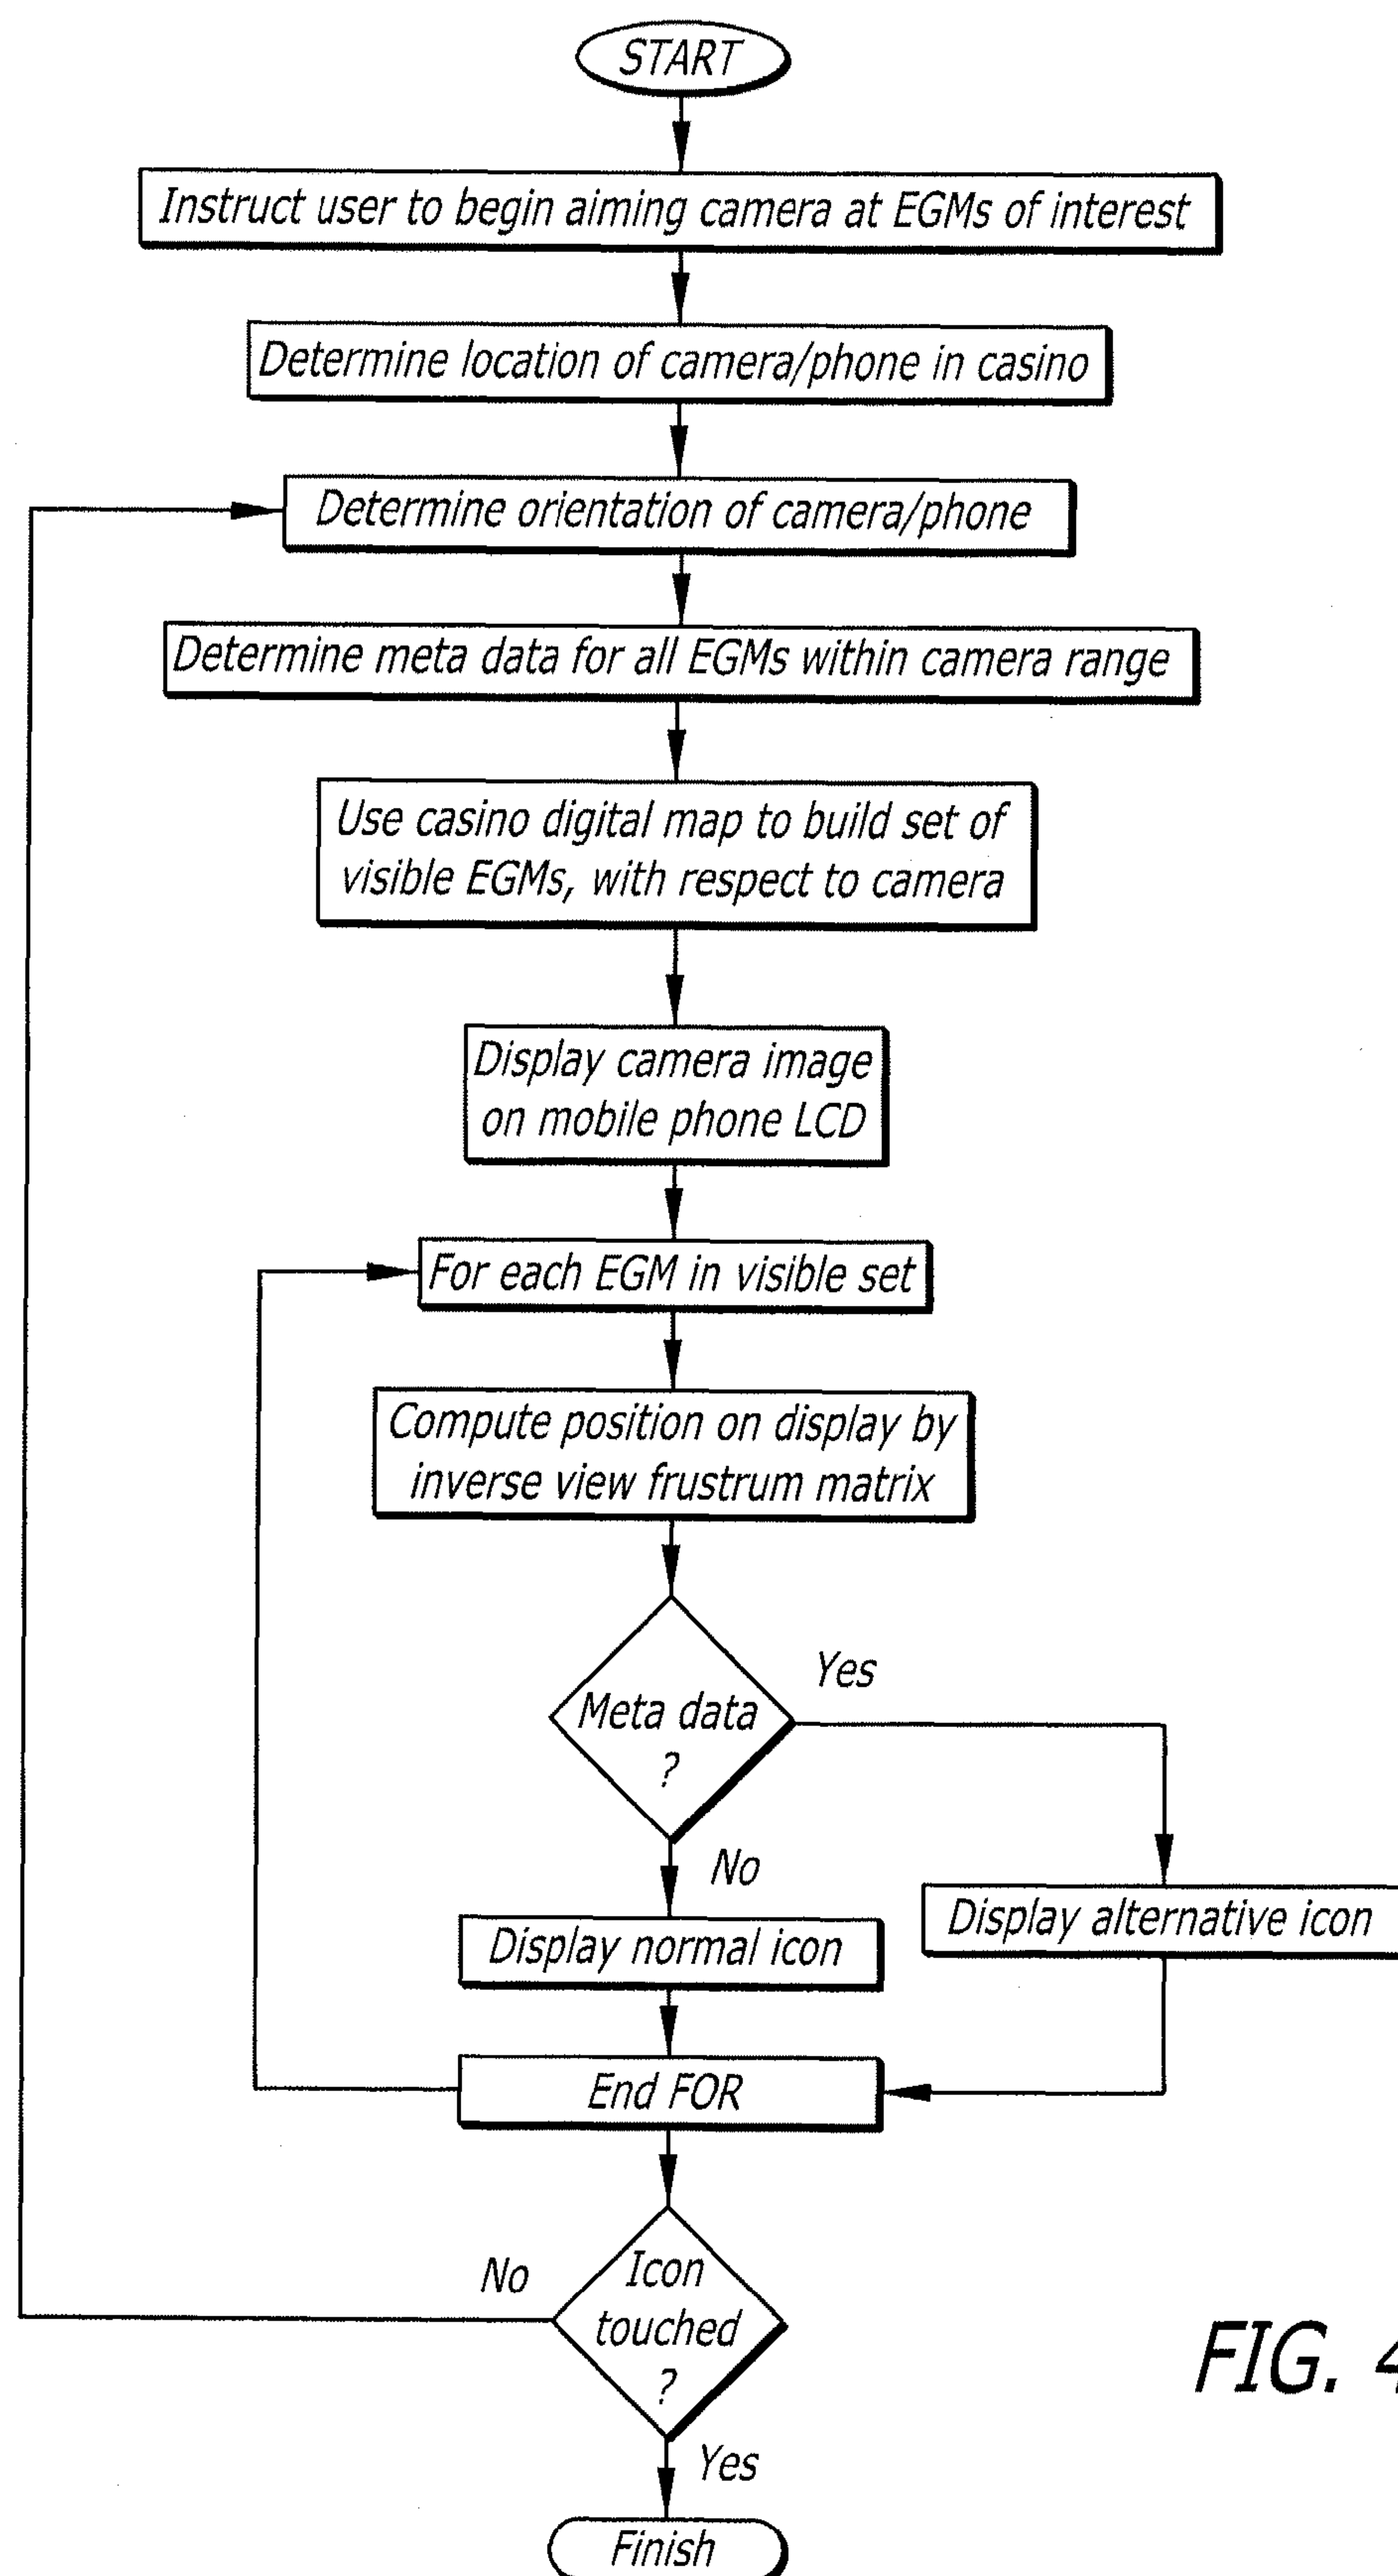 START
Instruct user to begin aiming camera at EGMs of interest
Determine location of camera/phone in casino
Determine orientation of camera/phone
Determine meta data for all EGMs within camera range
Use casino digital map to build set of
visible EGMs, with respect to camera
Display camera image
on mobile phone LCD
For each EGM in visible set
Compute position on display by
inverse view frustrum matrix
Yes
Meta data
?
No
Display alternative icon
Display normal icon
End FOR
No
Icon
touched
?
FIG. 4
Yes
Finish